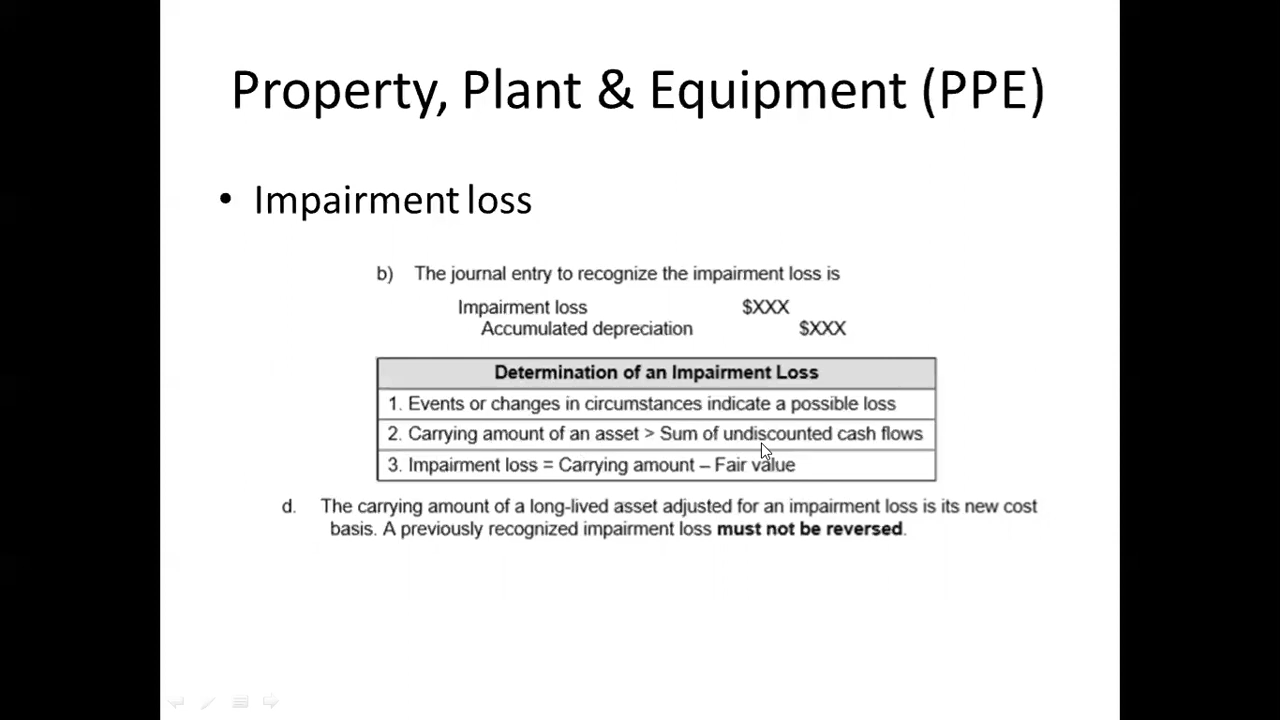 Property, Plant & Equipment (PPE)
• Impairment loss
b) The journal entry to recognize the impairment loss is
Impairment loss $XXX
Accumulated depreciation $XXX
Determination of an Impairment Loss
1. Events or changes in circumstances indicate a possible loss
2. Carrying amount of an asset > Sum of undiscounted cash flows
3. Impairment loss = Carrying amount – Fair value
d. The carrying amount of a long-lived asset adjusted for an impairment loss is its new cost
basis. A previously recognized impairment loss must not be reversed.